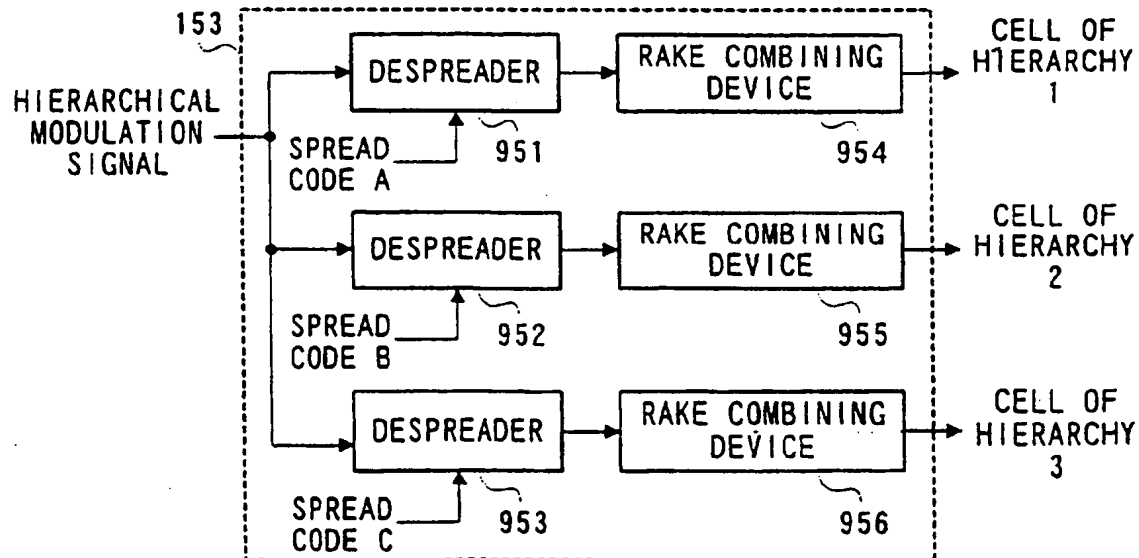 153
HIERARCHICAL
MODULATION
SIGNAL
DESPREADER
951
SPREAD
CODE A
RAKE COMBINING
DEVICE
954
CELL OF
HIERARCHY
1
DESPREADER
952
SPREAD
CODE B
RAKE COMBINING
DEVICE
955
CELL OF
HIERARCHY
2
DESPREADER
953
SPREAD
CODE C
RAKE COMBINING
DEVICE
956
CELL OF
HIERARCHY
3